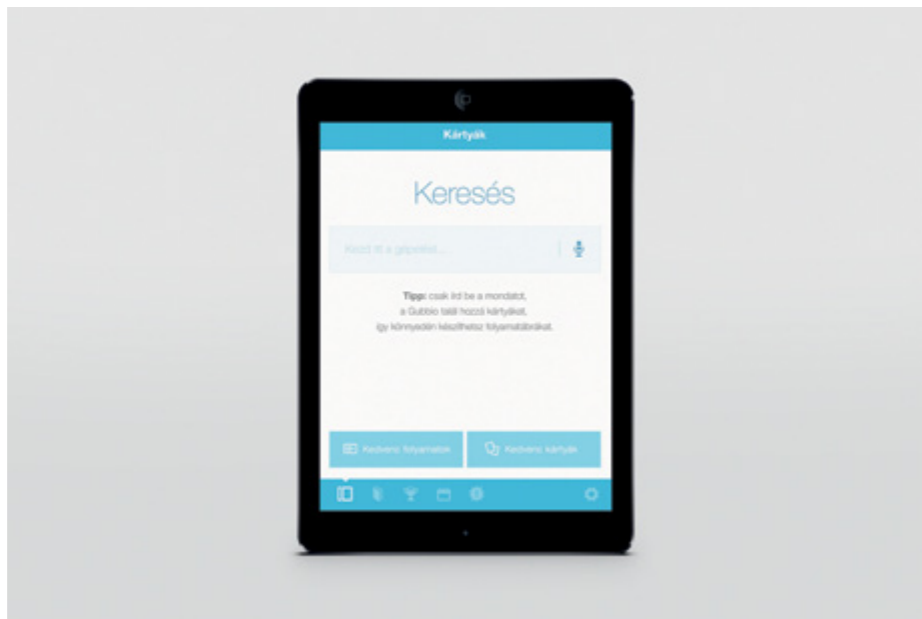 Kártyák
Keresés
Kezd itt a gépelést...
Tipp: csak írd be a mondatot,
a Gubbio talál hozzá kártyákat,
így könnyedén készíthetsz folyamatábrákat.
Kedvenc folyamatok
Kedvenc kártyák